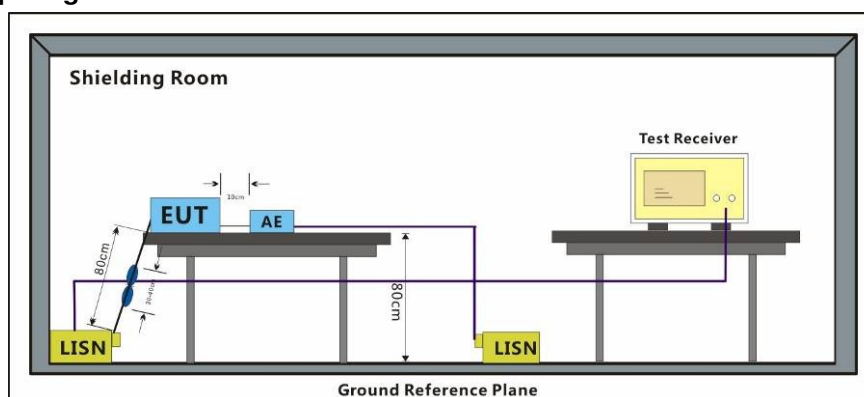 Shielding Room
Test Receiver
10cm
EUT
AE
80cm
80cm
LISN
LISN
Ground Reference Plane